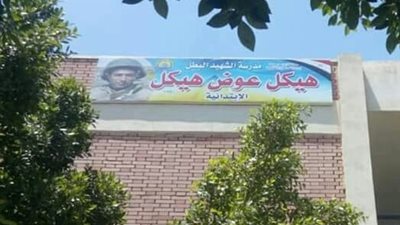 مدرسة الشهيد البطل
هيكل عوض هيكل
الابتدائية